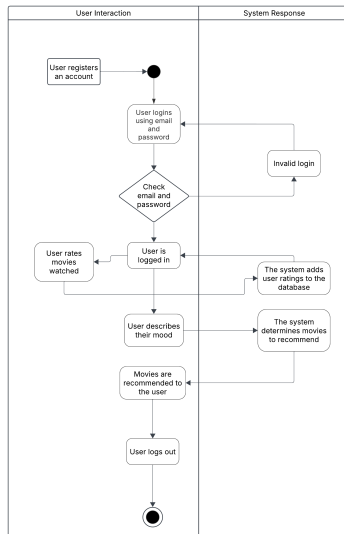 User Interaction
System Response
User registers
an account
User logins
using email
and
password
Invalid login
Check
email and
password
User rates
movies
watched
User is
logged in
The system adds
user ratings to the
database
User describes
their mood
The system
determines movies
to recommend
Movies are
recommended to
the user
User logs out